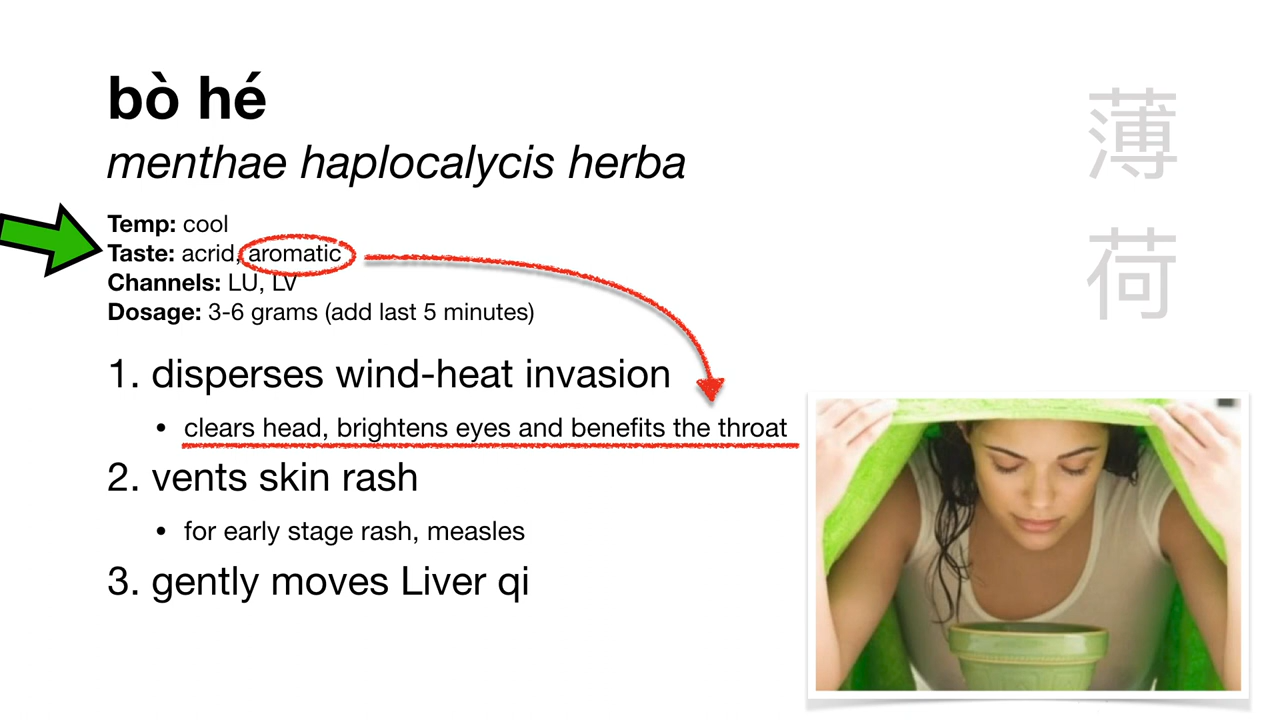 bò hé
menthae haplocalycis herba
Temp: cool
Taste: acrid, aromatic
Channels: LU, LV
Dosage: 3-6 grams (add last 5 minutes)
1. disperses wind-heat invasion
• clears head, brightens eyes and benefits the throat
2. vents skin rash
• for early stage rash, measles
3. gently moves Liver qi
薄
荷